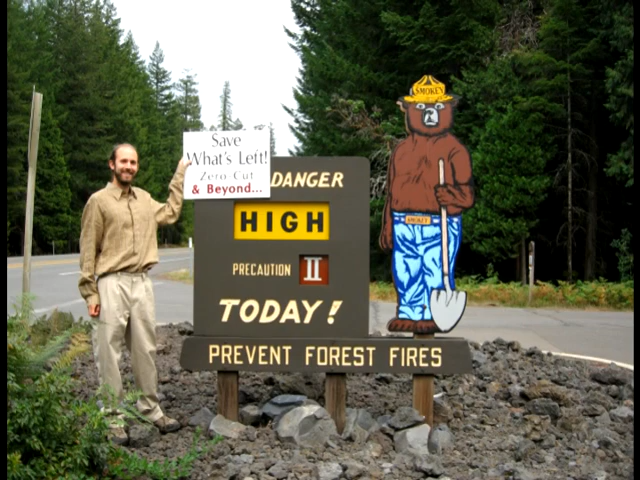 Save
What's Left!
Zero-Cut
& Beyond...
DANGER
HIGH
PRECAUTION II
TODAY!
PREVENT FOREST FIRES
SMOKEY
SMOKEY